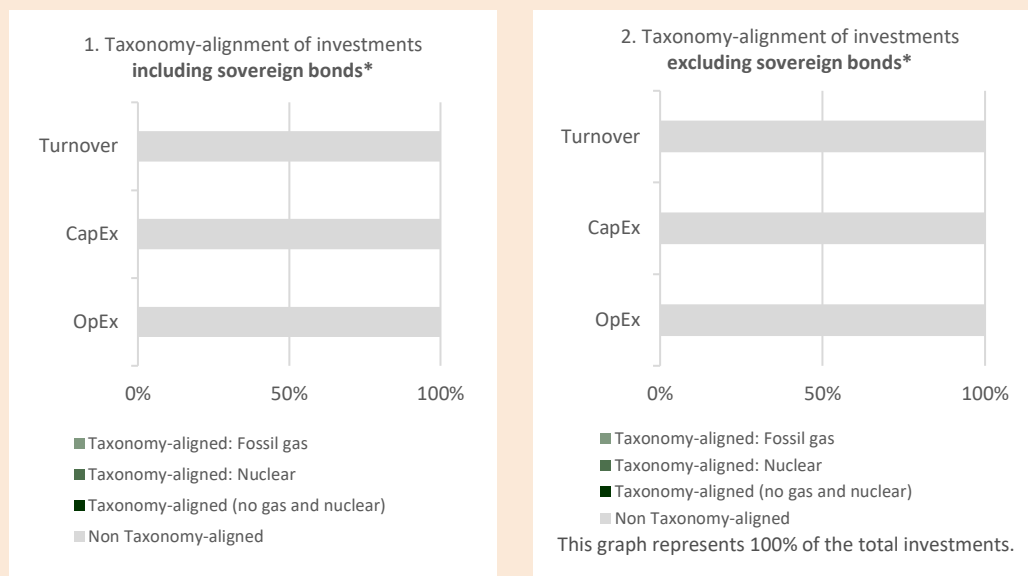 1. Taxonomy-alignment of investments
including sovereign bonds*
Turnover
CapEx
OpEx
0% 50% 100%
Taxonomy-aligned: Fossil gas
Taxonomy-aligned: Nuclear
Taxonomy-aligned (no gas and nuclear)
Non Taxonomy-aligned
2. Taxonomy-alignment of investments
excluding sovereign bonds*
Turnover
CapEx
OpEx
0% 50% 100%
Taxonomy-aligned: Fossil gas
Taxonomy-aligned: Nuclear
Taxonomy-aligned (no gas and nuclear)
Non Taxonomy-aligned
This graph represents 100% of the total investments.